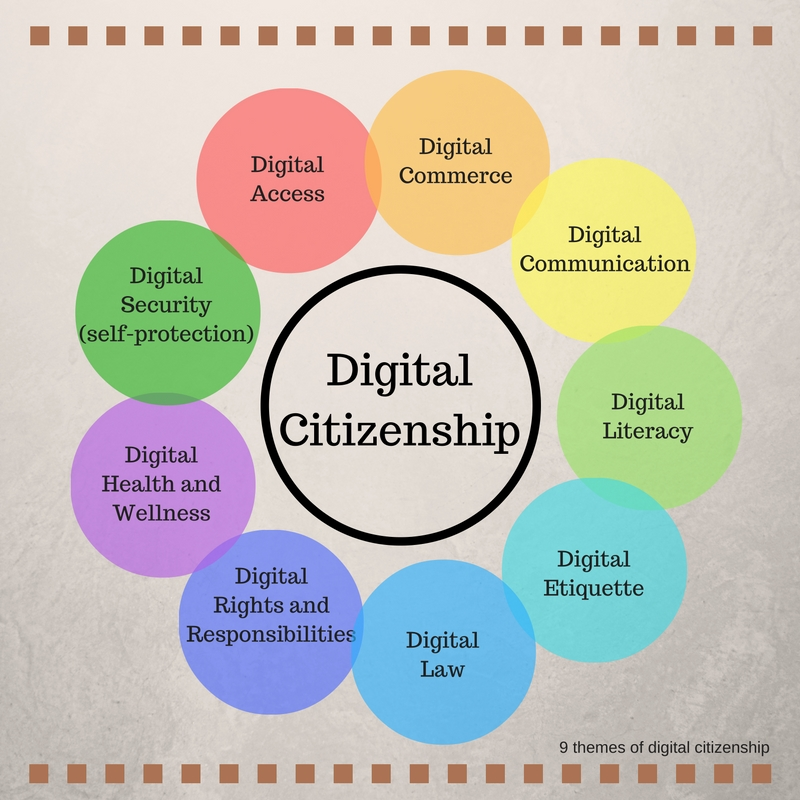 Digital
Access
Digital
Commerce
Digital
Communication
Digital
Literacy
Digital
Etiquette
Digital
Law
Digital
Rights and
Responsibilities
Digital
Health and
Wellness
Digital
Security
(self-protection)
Digital
Citizenship
9 themes of digital citizenship